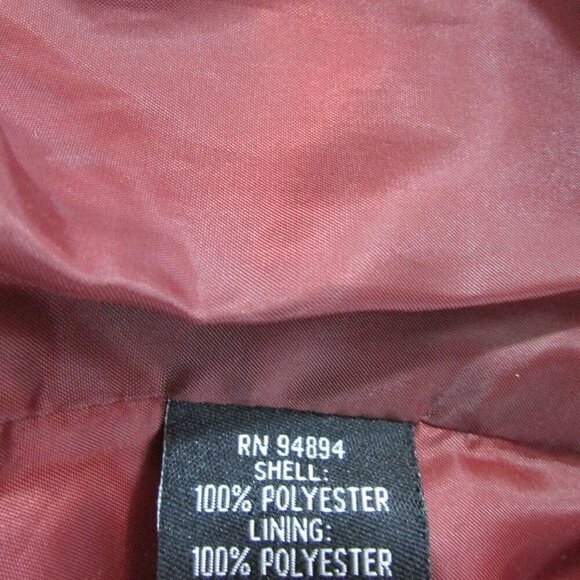 RN 94894
SHELL:
100% POLYESTER
LINING:
100% POLYESTER